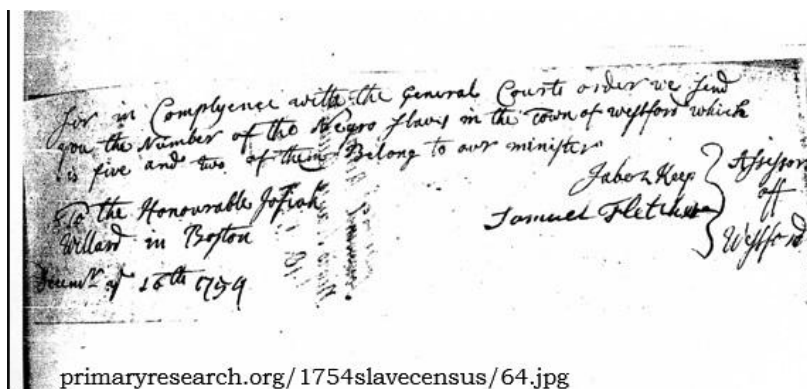 Sir in Complyence with the General Courts order we send
you the Number of the Negro slaves in the Town of Westford which
is five and two of them Belong to our minister
Jabez Keep
Samuel Fletcher
Assessors
off
Westford
To the Honourable Josiah
Willard in Boston
Decemr ye 16th 1754
primaryresearch.org/1754slavecensus/64.jpg